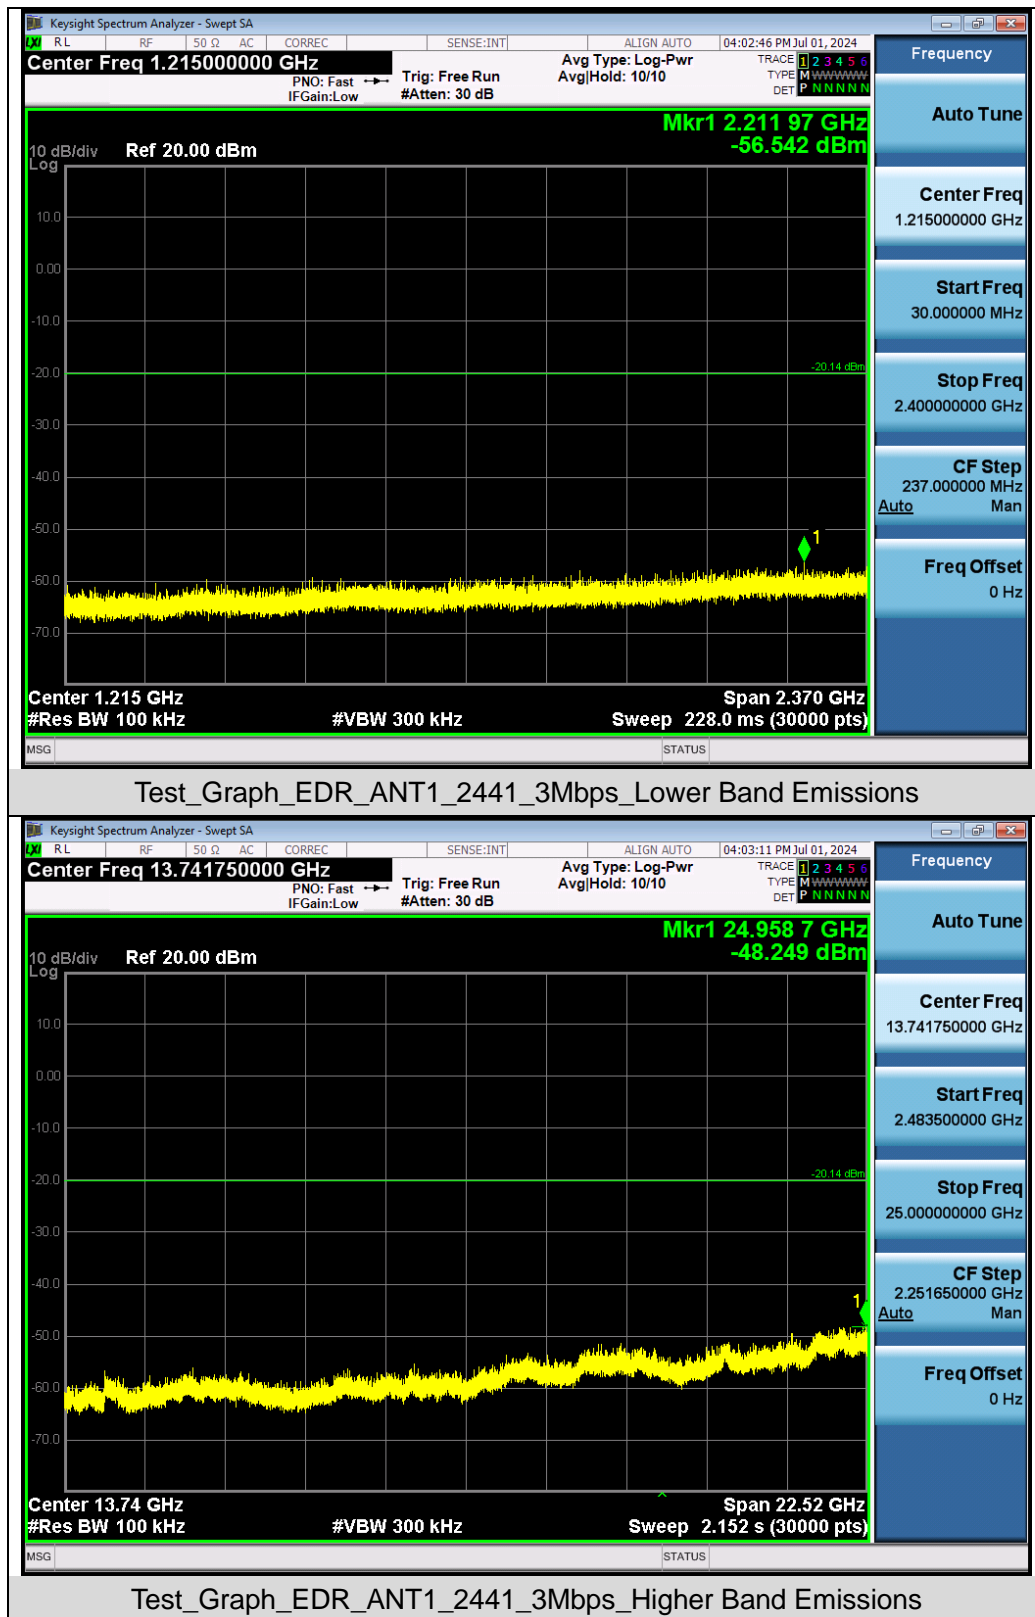 Keysight Spectrum Analyzer - Swept SA
LXI RL RF 50 Ω AC CORREC SENSE:INT ALIGN AUTO 04:02:46 PM Jul 01, 2024
Center Freq 1.215000000 GHz
PNO: Fast
IFGain:Low
Trig: Free Run
#Atten: 30 dB
Avg Type: Log-Pwr
Avg|Hold: 10/10
TRACE 1 2 3 4 5 6
TYPE M WWWWW
DET P N N N N N
Mkr1 2.211 97 GHz
-56.542 dBm
10 dB/div Ref 20.00 dBm
Log
10.0
0.00
-10.0
-20.0
-20.14 dBm
-30.0
-40.0
-50.0
1
-60.0
-70.0
Center 1.215 GHz Span 2.370 GHz
#Res BW 100 kHz #VBW 300 kHz Sweep 228.0 ms (30000 pts)
MSG STATUS
Frequency
Auto Tune
Center Freq
1.215000000 GHz
Start Freq
30.000000 MHz
Stop Freq
2.400000000 GHz
CF Step
237.000000 MHz
Auto Man
Freq Offset
0 Hz
Test_Graph_EDR_ANT1_2441_3Mbps_Lower Band Emissions
Keysight Spectrum Analyzer - Swept SA
LXI RL RF 50 Ω AC CORREC SENSE:INT ALIGN AUTO 04:03:11 PM Jul 01, 2024
Center Freq 13.741750000 GHz
PNO: Fast
IFGain:Low
Trig: Free Run
#Atten: 30 dB
Avg Type: Log-Pwr
Avg|Hold: 10/10
TRACE 1 2 3 4 5 6
TYPE M WWWWW
DET P N N N N N
Mkr1 24.958 7 GHz
-48.249 dBm
10 dB/div Ref 20.00 dBm
Log
10.0
0.00
-10.0
-20.0
-20.14 dBm
-30.0
-40.0
1
-50.0
-60.0
-70.0
Center 13.74 GHz Span 22.52 GHz
#Res BW 100 kHz #VBW 300 kHz Sweep 2.152 s (30000 pts)
MSG STATUS
Frequency
Auto Tune
Center Freq
13.741750000 GHz
Start Freq
2.483500000 GHz
Stop Freq
25.000000000 GHz
CF Step
2.251650000 GHz
Auto Man
Freq Offset
0 Hz
Test_Graph_EDR_ANT1_2441_3Mbps_Higher Band Emissions